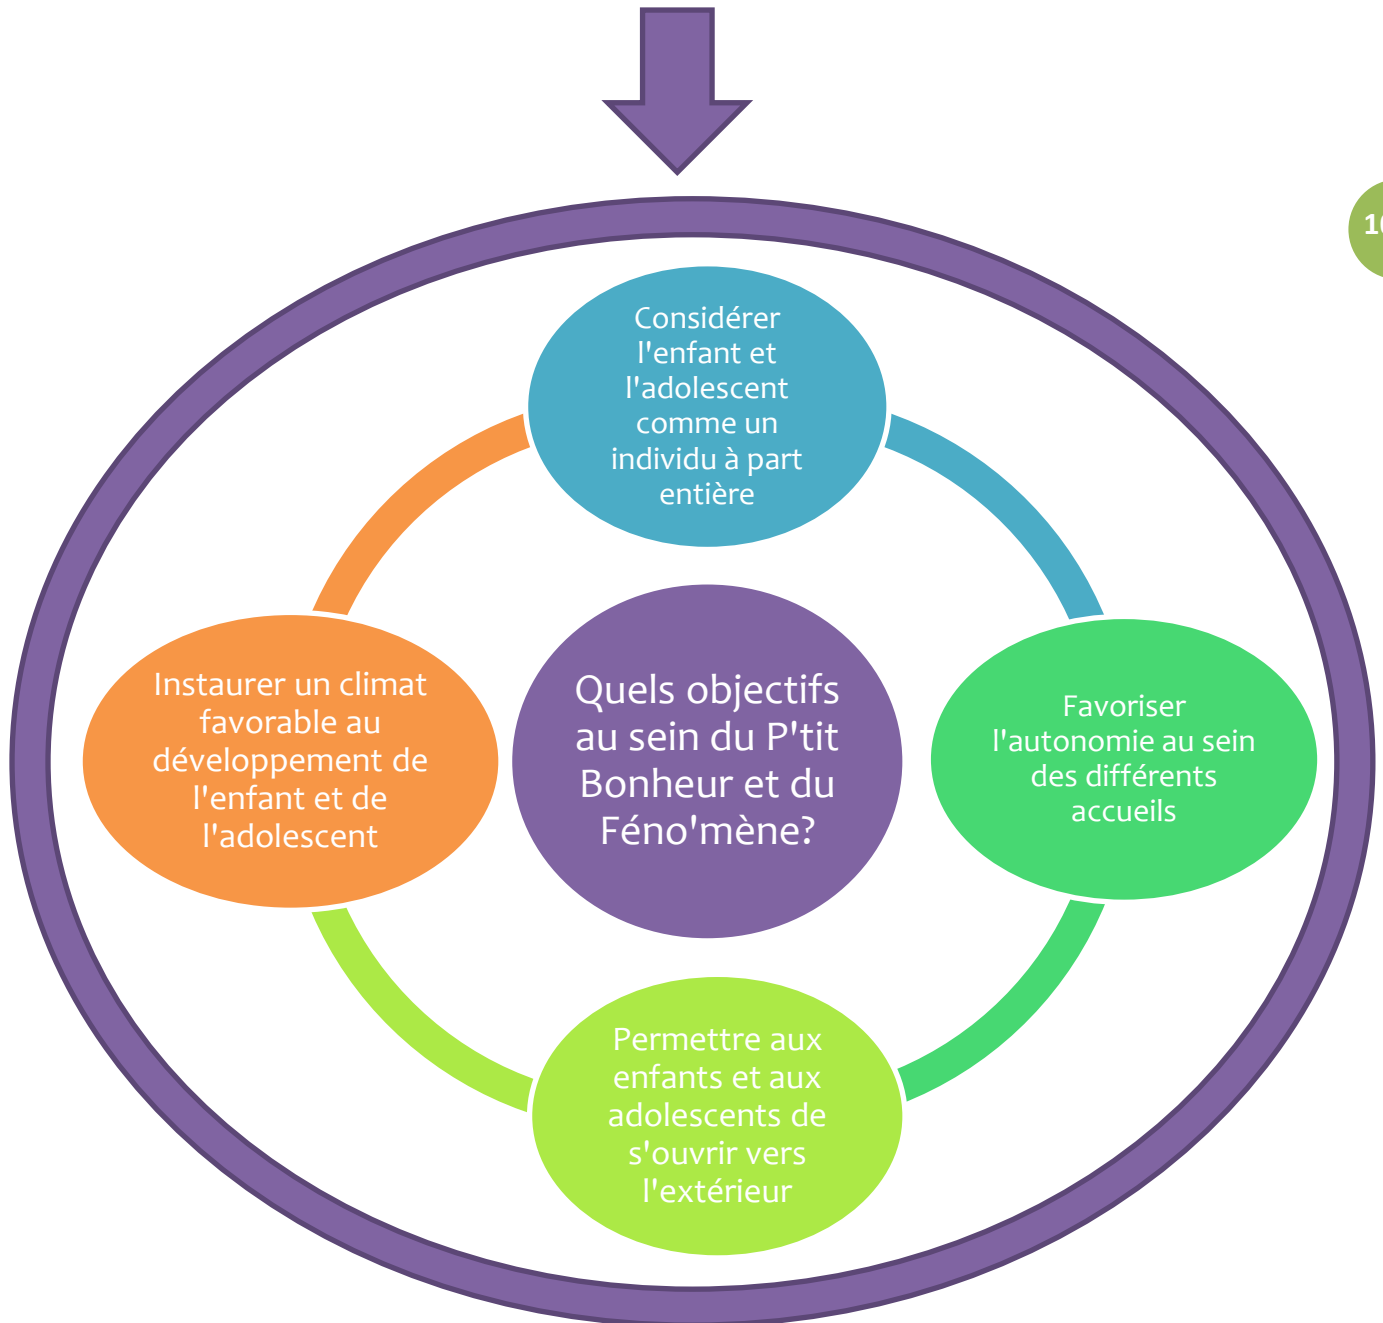 Considérer
l'enfant et
l'adolescent
comme un
individu à part
entière
Instaurer un climat
favorable au
développement de
l'enfant et de
l'adolescent
Quels objectifs
au sein du P'tit
Bonheur et du
Féno'mène?
Favoriser
l'autonomie au sein
des différents
accueils
Permettre aux
enfants et aux
adolescents de
s'ouvrir vers
l'extérieur